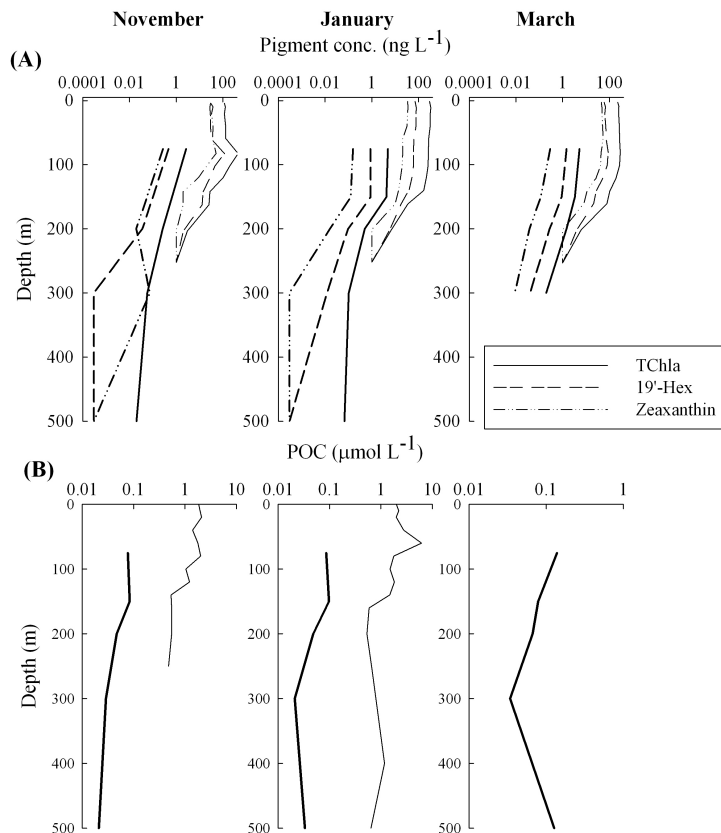 November January March
Pigment conc. (ng L-1)
(A)
0.0001 0.01 1 100 0.0001 0.01 1 100 0.0001 0.01 1 100
0
100
200
300
400
500
Depth (m)
TChla
19'-Hex
Zeaxanthin
POC (µmol L-1)
(B)
0.01 0.1 1 10 0.01 0.1 1 10 0.01 0.1 1
0 0 0
100
200
300
400
500
Depth (m)